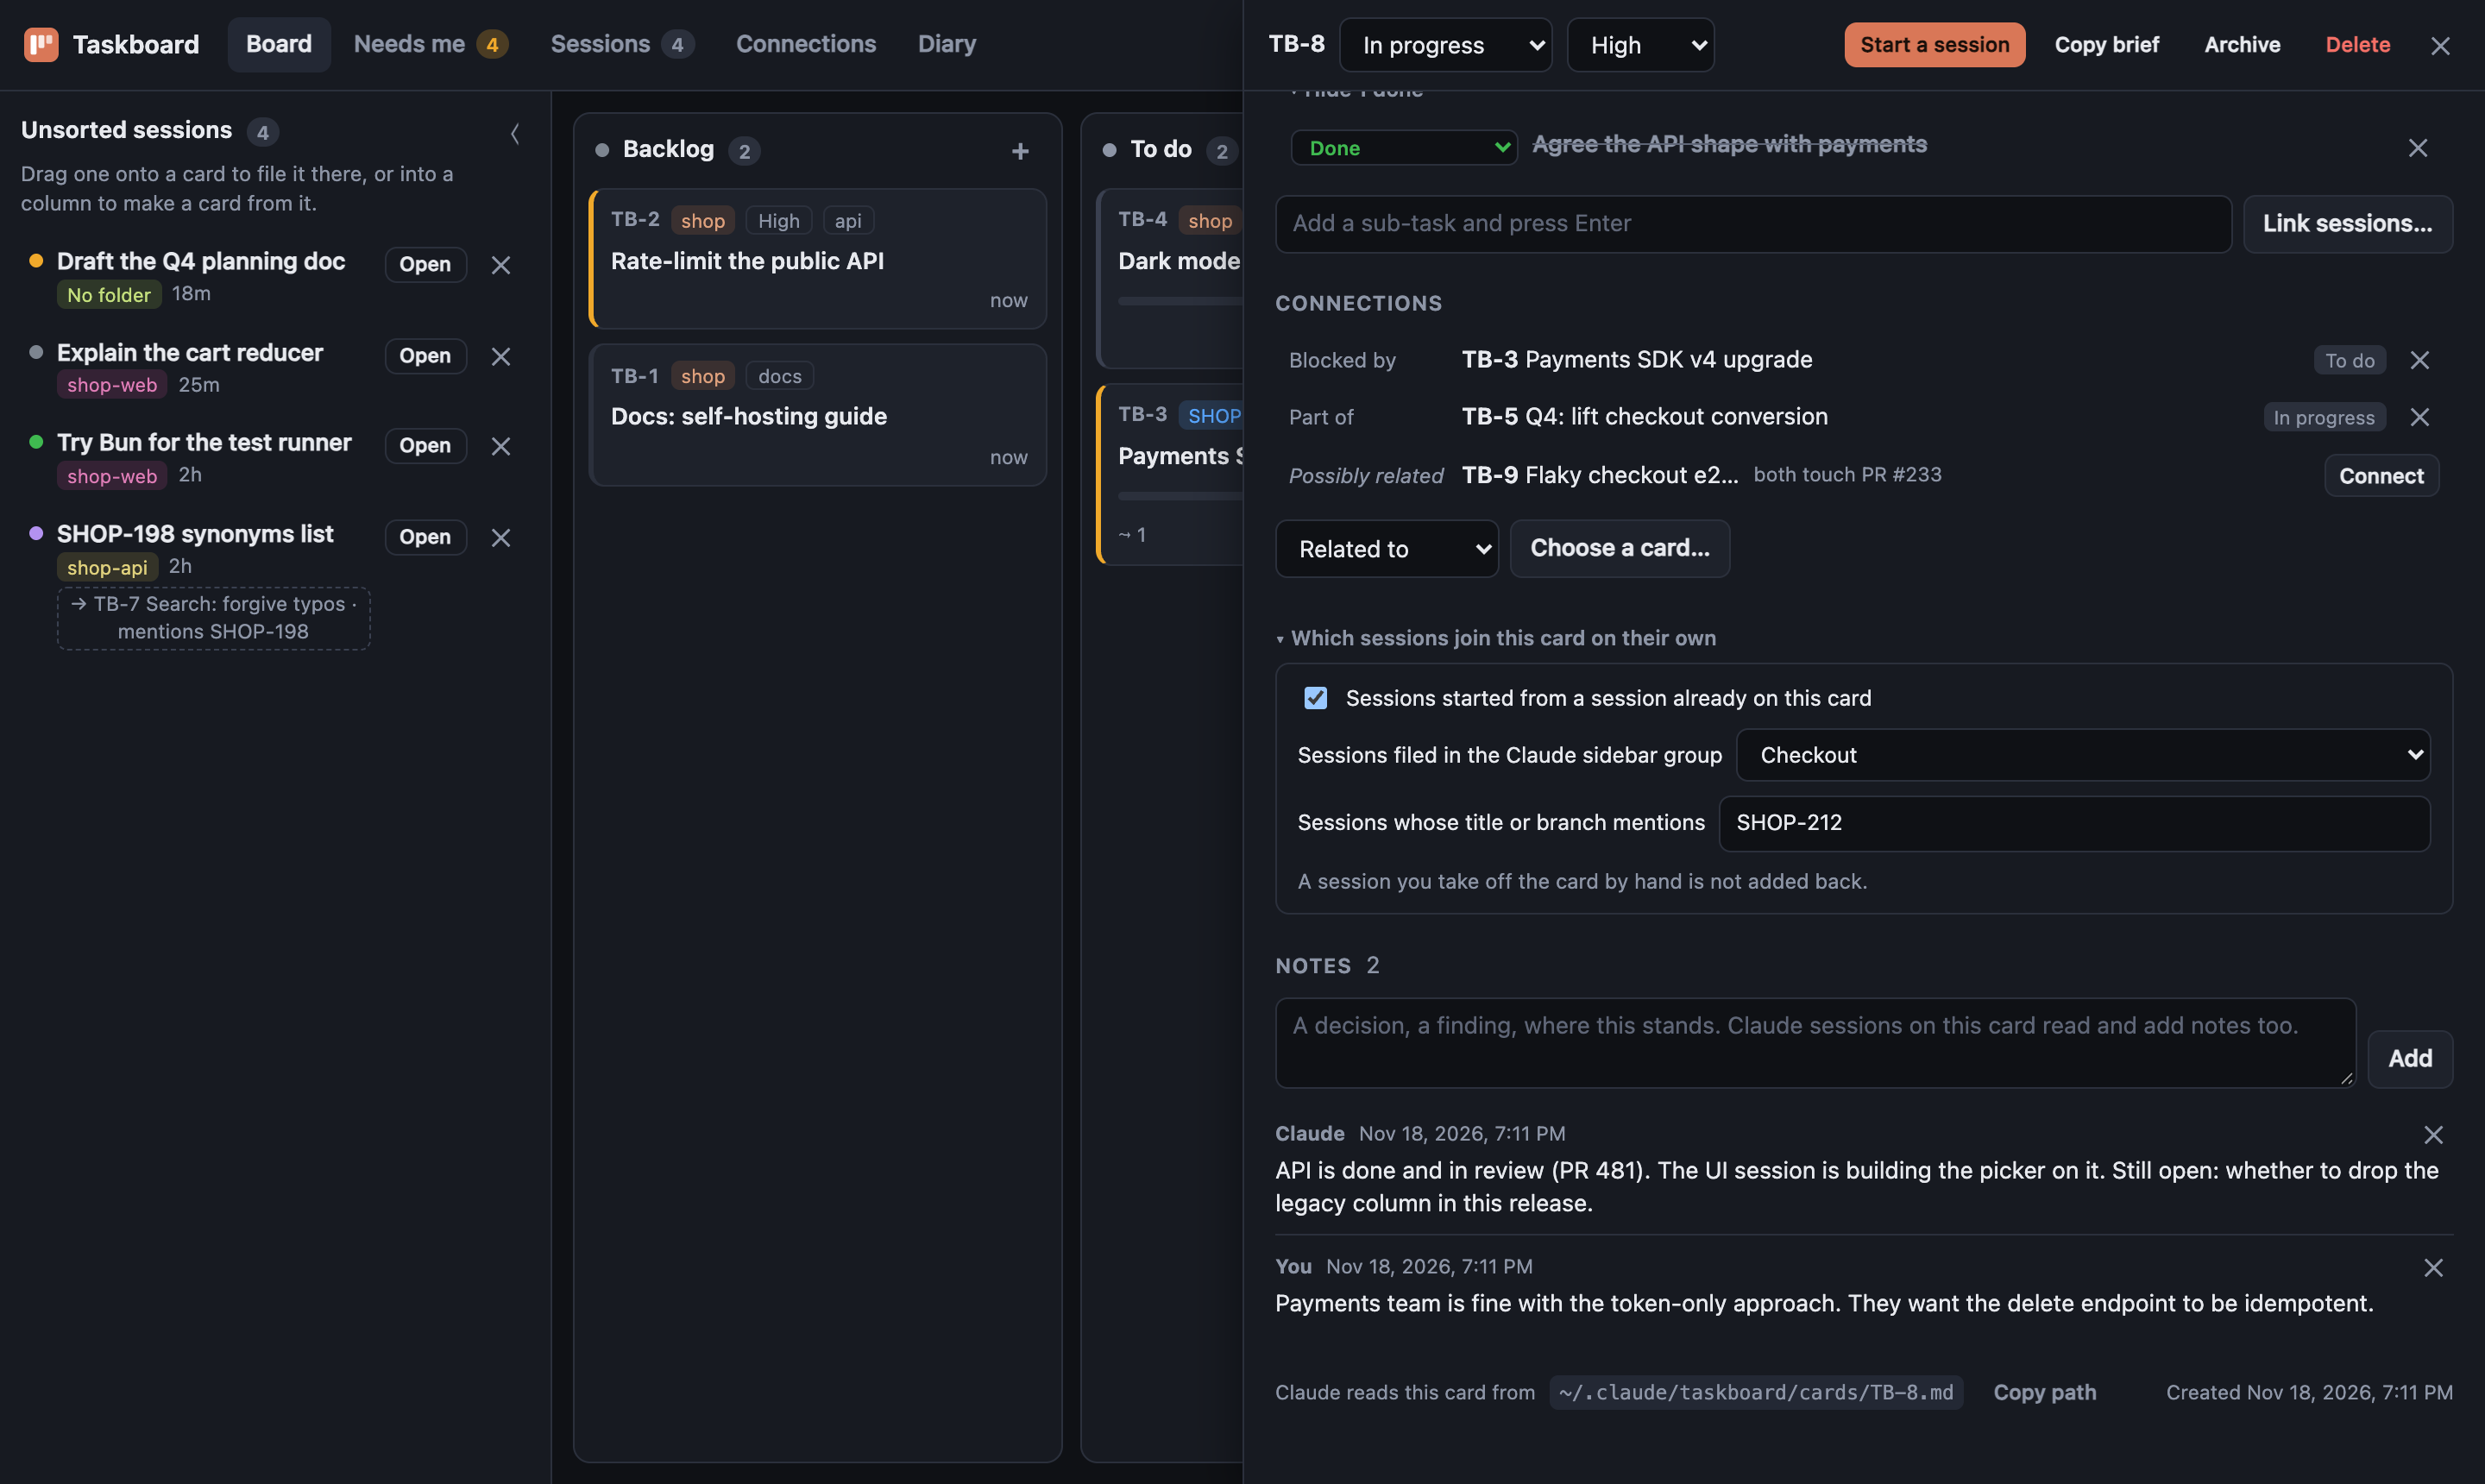 Taskboard
Board
Needs me 4
Sessions 4
Connections
Diary
Unsorted sessions 4
Drag one onto a card to file it there, or into a
column to make a card from it.
Draft the Q4 planning doc
Open
No folder 18m
Explain the cart reducer
Open
shop-web 25m
Try Bun for the test runner
Open
shop-web 2h
SHOP-198 synonyms list
Open
shop-api 2h
→ TB-7 Search: forgive typos ·
mentions SHOP-198
Backlog 2
+
TB-2 shop High api
Rate-limit the public API
now
TB-1 shop docs
Docs: self-hosting guide
now
To do 2
TB-4 shop
Dark mode
TB-3 SHOP
Payments
~ 1
TB-8
In progress
High
Start a session
Copy brief
Archive
Delete
Hide 1 done
Done
Agree the API shape with payments
Add a sub-task and press Enter
Link sessions...
CONNECTIONS
Blocked by TB-3 Payments SDK v4 upgrade To do
Part of TB-5 Q4: lift checkout conversion In progress
Possibly related TB-9 Flaky checkout e2... both touch PR #233 Connect
Related to
Choose a card...
Which sessions join this card on their own
Sessions started from a session already on this card
Sessions filed in the Claude sidebar group Checkout
Sessions whose title or branch mentions SHOP-212
A session you take off the card by hand is not added back.
NOTES 2
A decision, a finding, where this stands. Claude sessions on this card read and add notes too.
Add
Claude Nov 18, 2026, 7:11 PM
API is done and in review (PR 481). The UI session is building the picker on it. Still open: whether to drop the
legacy column in this release.
You Nov 18, 2026, 7:11 PM
Payments team is fine with the token-only approach. They want the delete endpoint to be idempotent.
Claude reads this card from ~/.claude/taskboard/cards/TB-8.md Copy path Created Nov 18, 2026, 7:11 PM